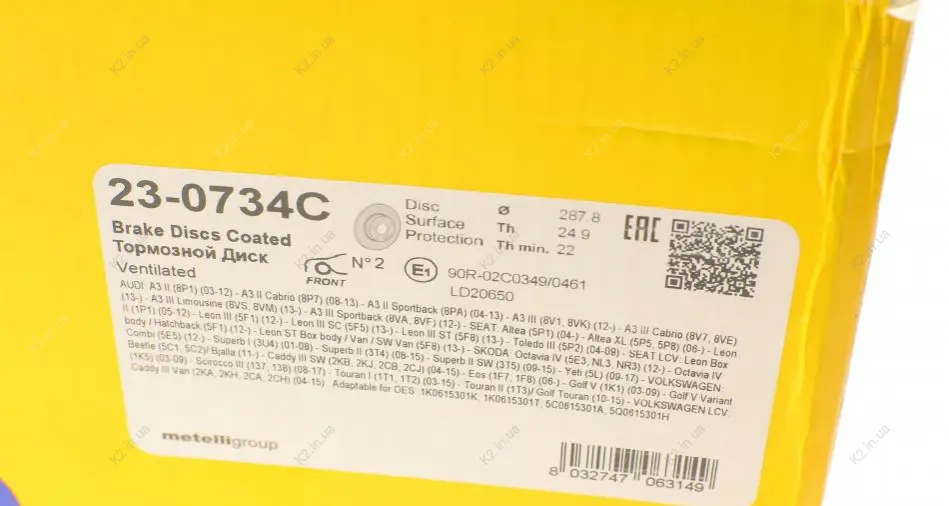 23-0734C
Brake Discs Coated
Тормозной Диск
Ventilated
Disc
Surface
Protection
Ø 287.8
Th 24.9
Th min. 22
EAC
FRONT
N° 2
E1
90R-02C0349/0461
LD20650
AUDI: A3 II (8P1) (03-12) - A3 II Cabrio (8P7) (08-13) - A3 II Sportback (8PA) (04-13) - A3 III (8V1, 8VK) (12-) - A3 III Cabrio (8V7, 8VE)
(13-) - A3 III Limousine (8VS, 8VM) (13-) - A3 III Sportback (8VA, 8VF) (12-) - SEAT: Altea (5P1) (04-) - Altea XL (5P5, 5P8) (06-) - Leon
II (1P1) (05-12) - Leon III (5F1) (12-) - Leon III SC (5F5) (13-) - Leon III ST (5F8) (13-) - Toledo III (5P2) (04-09) - SEAT LCV: Leon Box
body / Hatchback (5F1) (12-) - Leon ST Box body / Van / SW Van (5F8) (13-) - SKODA: Octavia IV (5E3, NL3, NR3) (12-) - Octavia IV
Combi (5E5) (12-) - Superb I (3U4) (01-08) - Superb II (3T4) (08-15) - Superb II SW (3T5) (09-15) - Yeti (5L) (09-17) - VOLKSWAGEN:
Beetle (5C1, 5C2)/ Bjalla (11-) - Caddy III SW (2KB, 2KJ, 2CB, 2CJ) (04-15) - Eos (1F7, 1F8) (06-) - Golf V (1K1) (03-09) - Golf V Variant
(1K5) (03-09) - Scirocco III (137, 138) (08-17) - Touran I (1T1, 1T2) (03-15) - Touran II (1T3)/ Golf Touran (10-15) - VOLKSWAGEN LCV:
Caddy III Van (2KA, 2KH, 2CA, 2CH) (04-15) Adaptable for OES: 1K0615301K, 1K0615301T, 5C0615301A, 5Q0615301H
metelligroup
8 032747 063149
K2.in.ua